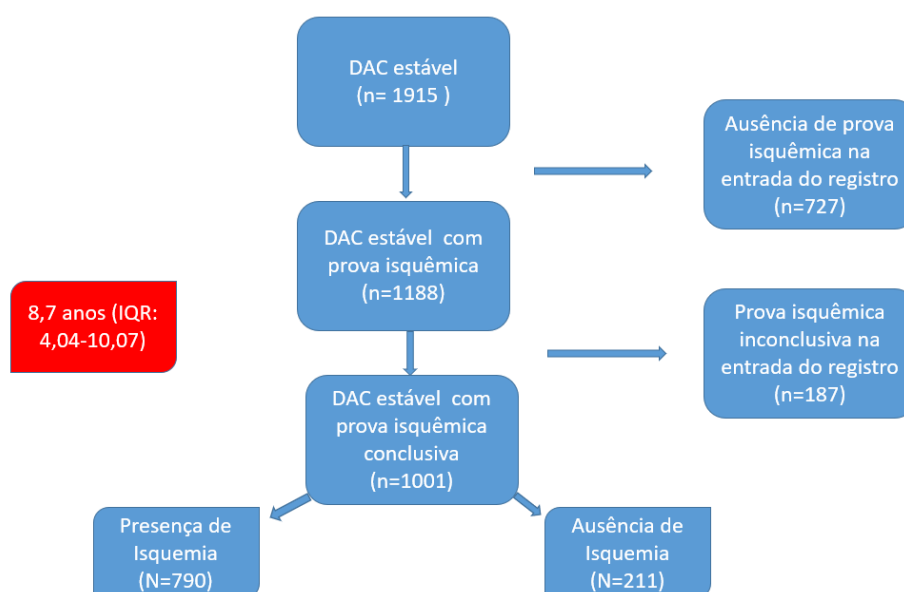 DAC estável
(n= 1915 )
Ausência de prova
isquêmica na
entrada do registro
(n=727)
DAC estável com
prova isquêmica
(n=1188)
8,7 anos (IQR:
4,04-10,07)
Prova isquêmica
inconclusiva na
entrada do registro
(n=187)
DAC estável com
prova isquêmica
conclusiva
(n=1001)
Presença de
Isquemia
(N=790)
Ausência de
Isquemia
(N=211)